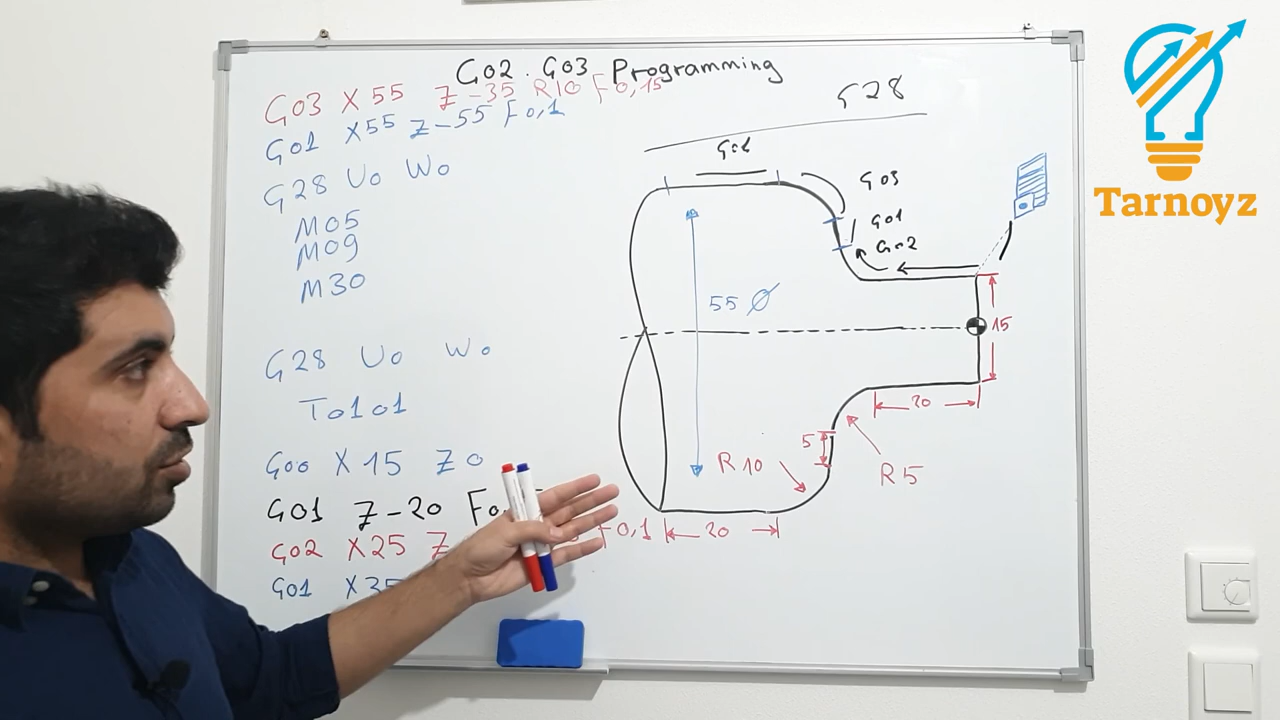 G02 . G03 Programming
G03 X55 Z-35 R10 F0,15
G01 X55 Z-55 F0,1
G28 U0 W0
M05
M09
M30
G28 U0 W0
T0101
G00 X15 Z0
G01 Z-20 F0,
G02 X25 Z F0,1
G01 X35
G28
G01
G03
G01
G02
55 Ø
15
20
5
R10
R5
20
Tarnoyz